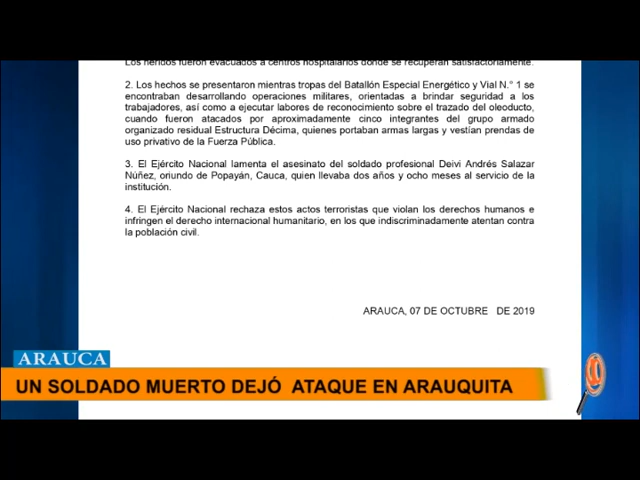 Los heridos fueron evacuados a centros hospitalarios donde se recuperan satisfactoriamente.
2. Los hechos se presentaron mientras tropas del Batallón Especial Energético y Vial N.° 1 se
encontraban desarrollando operaciones militares, orientadas a brindar seguridad a los
trabajadores, así como a ejecutar labores de reconocimiento sobre el trazado del oleoducto,
cuando fueron atacados por aproximadamente cinco integrantes del grupo armado
organizado residual Estructura Décima, quienes portaban armas largas y vestían prendas de
uso privativo de la Fuerza Pública.
3. El Ejército Nacional lamenta el asesinato del soldado profesional Deivi Andrés Salazar
Núñez, oriundo de Popayán, Cauca, quien llevaba dos años y ocho meses al servicio de la
institución.
4. El Ejército Nacional rechaza estos actos terroristas que violan los derechos humanos e
infringen el derecho internacional humanitario, en los que indiscriminadamente atentan contra
la población civil.
ARAUCA, 07 DE OCTUBRE DE 2019
ARAUCA
UN SOLDADO MUERTO DEJÓ ATAQUE EN ARAUQUITA